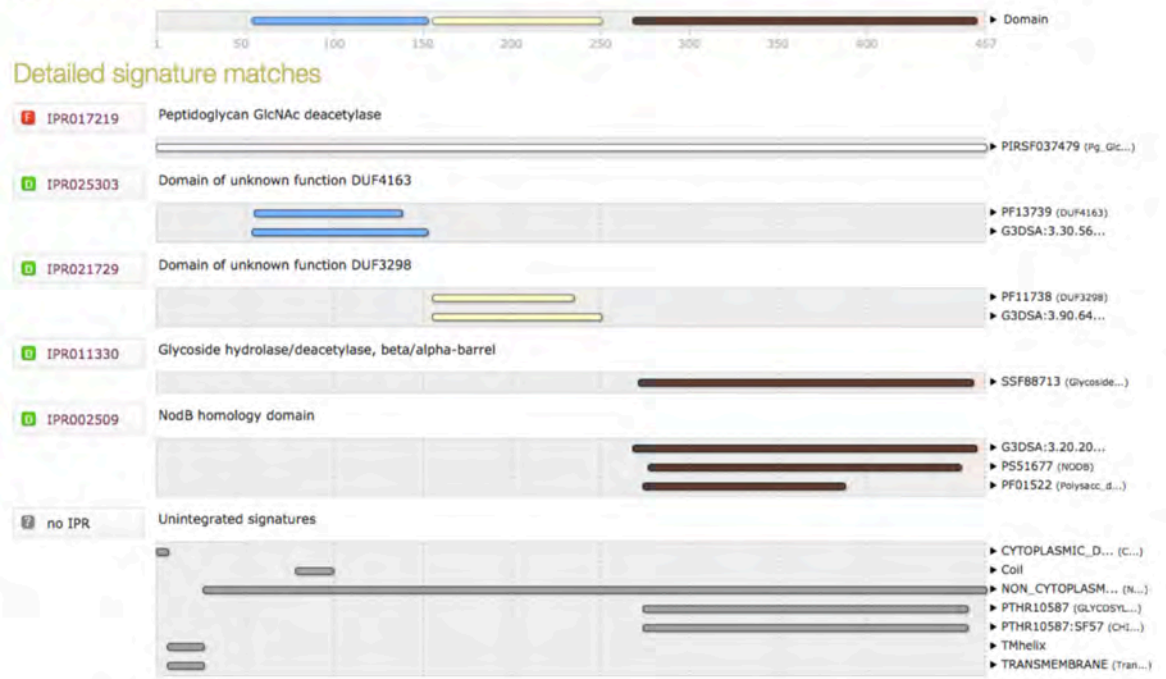 Domain
1 50 100 150 200 250 300 350 400 457
Detailed signature matches
F IPR017219 Peptidoglycan GlcNAc deacetylase
PIRSF037479 (Pg_Glc...)
D IPR025303 Domain of unknown function DUF4163
PF13739 (DUF4163)
G3DSA:3.30.56...
D IPR021729 Domain of unknown function DUF3298
PF11738 (DUF3298)
G3DSA:3.90.64...
D IPR011330 Glycoside hydrolase/deacetylase, beta/alpha-barrel
SSF88713 (Glycoside...)
D IPR002509 NodB homology domain
G3DSA:3.20.20...
PS51677 (NODB)
PF01522 (Polysacc_d...)
? no IPR Unintegrated signatures
CYTOPLASMIC_D... (C...)
Coil
NON_CYTOPLASM... (N...)
PTHR10587 (GLYCOSYL...)
PTHR10587:SF57 (CHI...)
TMhelix
TRANSMEMBRANE (Tran...)